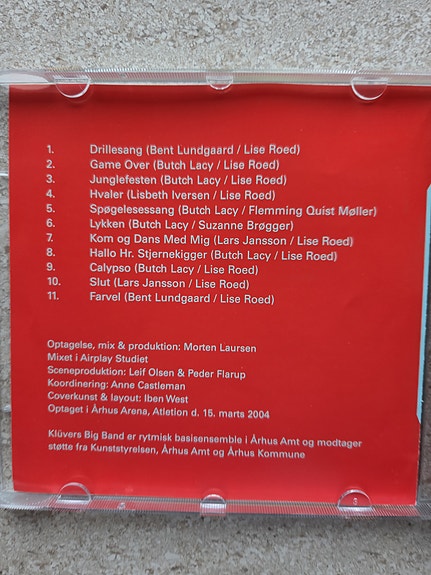 1. Drillesang (Bent Lundgaard / Lise Roed)
2. Game Over (Butch Lacy / Lise Roed)
3. Junglefesten (Butch Lacy / Lise Roed)
4. Hvaler (Lisbeth Iversen / Lise Roed)
5. Spøgelsessang (Butch Lacy / Flemming Quist Møller)
6. Lykken (Butch Lacy / Suzanne Brøgger)
7. Kom og Dans Med Mig (Lars Jansson / Lise Roed)
8. Hallo Hr. Stjernekigger (Butch Lacy / Lise Roed)
9. Calypso (Butch Lacy / Lise Roed)
10. Slut (Lars Jansson / Lise Roed)
11. Farvel (Bent Lundgaard / Lise Roed)
Optagelse, mix & produktion: Morten Laursen
Mixet i Airplay Studiet
Sceneproduktion: Leif Olsen & Peder Flarup
Koordinering: Anne Castleman
Coverkunst & layout: Iben West
Optaget i Århus Arena, Atletion d. 15. marts 2004
Klüvers Big Band er rytmisk basisensemble i Århus Amt og modtager
støtte fra Kunststyrelsen, Århus Amt og Århus Kommune